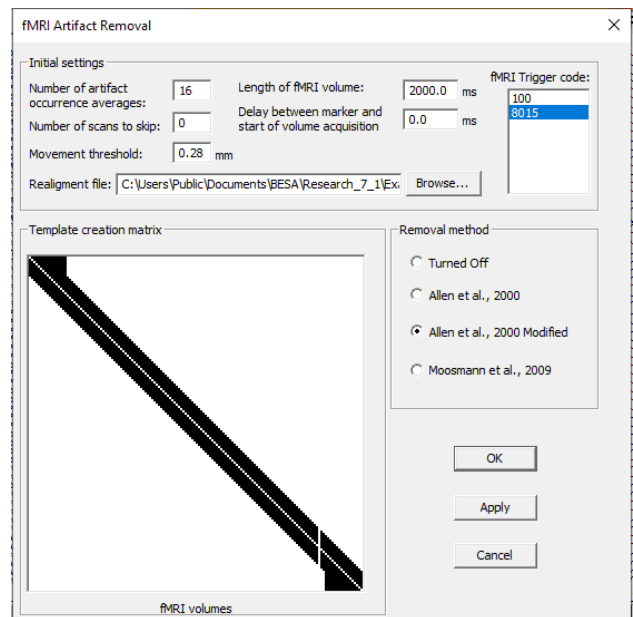 fMRI Artifact Removal
Initial settings
Number of artifact
occurrence averages:
16
Length of fMRI volume:
2000.0 ms
fMRI Trigger code:
100
8015
Number of scans to skip:
0
Delay between marker and
start of volume acquisition
0.0 ms
Movement threshold:
0.28 mm
Realigment file:
C:\Users\Public\Documents\BESA\Research_7_1\Exa
Browse...
Template creation matrix
fMRI volumes
Removal method
Turned Off
Allen et al., 2000
Allen et al., 2000 Modified
Moosmann et al., 2009
OK
Apply
Cancel